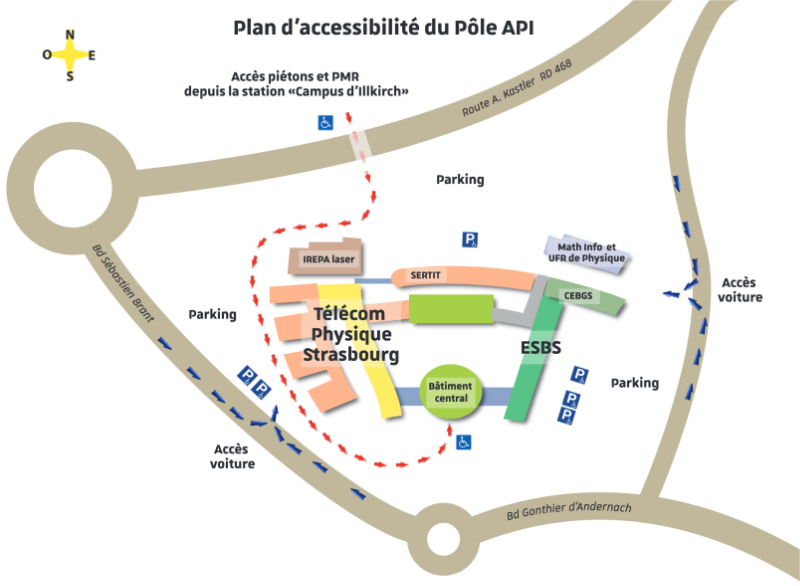 Plan d'accessibilité du Pôle API
N
O
E
S
Accès piétons et PMR
depuis la station «Campus d'Illkirch»
Route A. Kastler RD 468
Parking
Math Info et
UFR de Physique
IREPA laser
SERTIT
CEBGS
Accès
voiture
Bd Sébastien Brant
Parking
Télécom
Physique
Strasbourg
ESBS
Bâtiment
central
Parking
P
P
P
P
P
P
Accès
voiture
Bd Gonthier d'Andernach